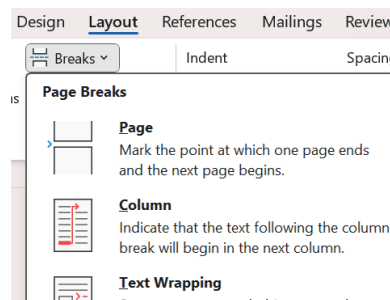 Design Layout References Mailings Review
Breaks Indent Spacing
Page Breaks
Page
Mark the point at which one page ends
and the next page begins.
Column
Indicate that the text following the column
break will begin in the next column.
Text Wrapping